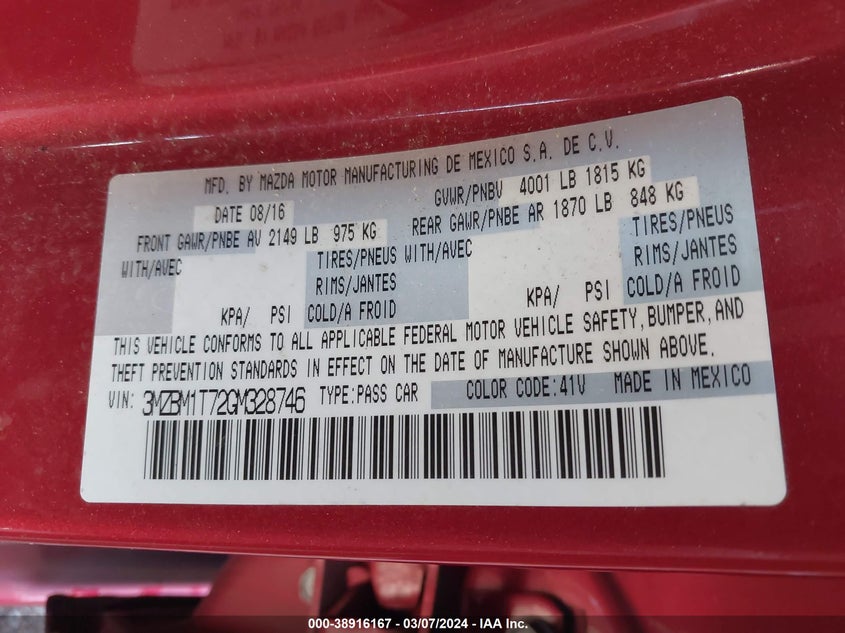 MFD. BY MAZDA MOTOR MANUFACTURING DE MEXICO S.A. DE C.V.
DATE 08/16 GVWR/PNBV 4001 LB 1815 KG
FRONT GAWR/PNBE AV 2149 LB 975 KG REAR GAWR/PNBE AR 1870 LB 848 KG
WITH/AVEC TIRES/PNEUS WITH/AVEC TIRES/PNEUS
RIMS/JANTES RIMS/JANTES
KPA/ PSI COLD/A FROID KPA/ PSI COLD/A FROID
THIS VEHICLE CONFORMS TO ALL APPLICABLE FEDERAL MOTOR VEHICLE SAFETY, BUMPER, AND
THEFT PREVENTION STANDARDS IN EFFECT ON THE DATE OF MANUFACTURE SHOWN ABOVE.
VIN: 3MZBM1T72GM328746 TYPE:PASS CAR COLOR CODE:41V MADE IN MEXICO
000-38916167 — 03/07/2024 — IAA Inc.